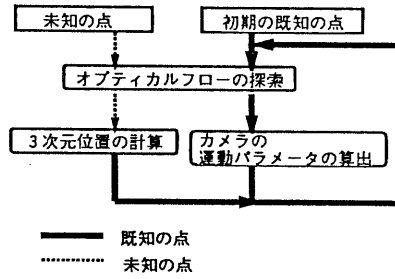 未知の点
初期の既知の点
オプティカルフローの探索
3次元位置の計算
カメラの
運動パラメータの算出
既知の点
未知の点